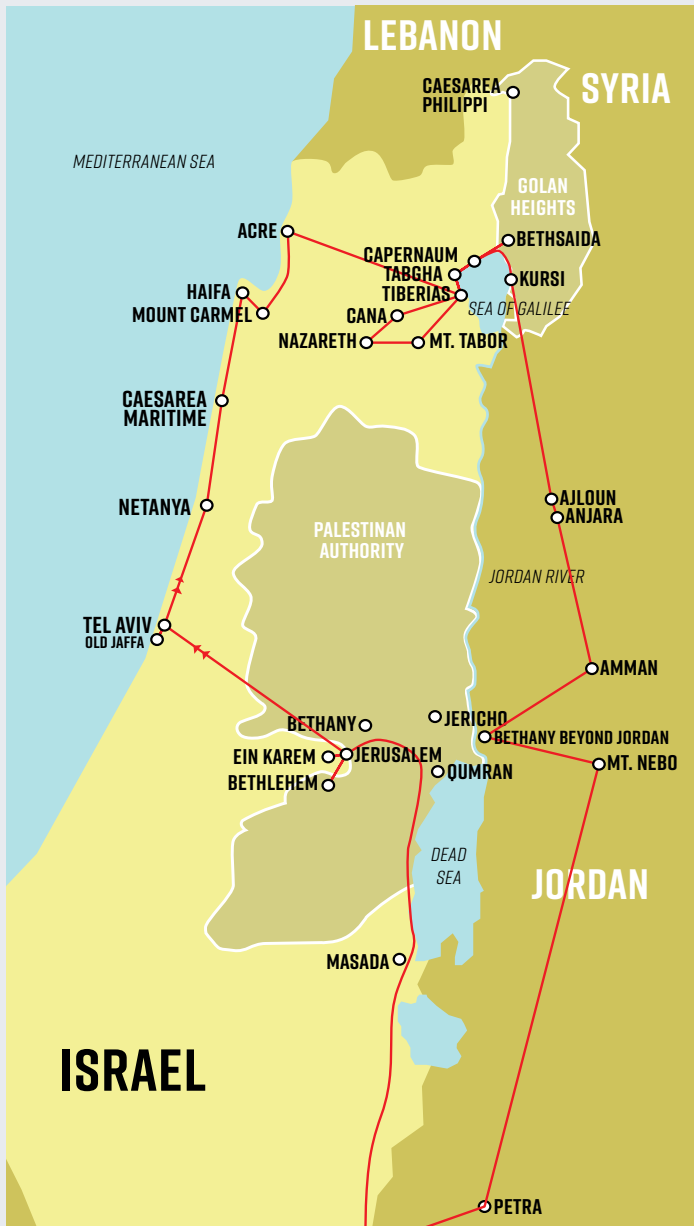 LEBANON
CAESAREA
PHILIPPI
SYRIA
MEDITERRANEAN SEA
GOLAN
HEIGHTS
ACRE
BETHSAIDA
CAPERNAUM
TABGHA
KURSI
HAIFA
TIBERIAS
SEA OF GALILEE
MOUNT CARMEL
CANA
NAZARETH
MT. TABOR
CAESAREA
MARITIME
NETANYA
AJLOUN
ANJARA
PALESTINAN
AUTHORITY
JORDAN RIVER
TEL AVIV
OLD JAFFA
AMMAN
BETHANY
JERICHO
BETHANY BEYOND JORDAN
EIN KAREM
JERUSALEM
MT. NEBO
QUMRAN
BETHLEHEM
DEAD
SEA
JORDAN
MASADA
ISRAEL
PETRA